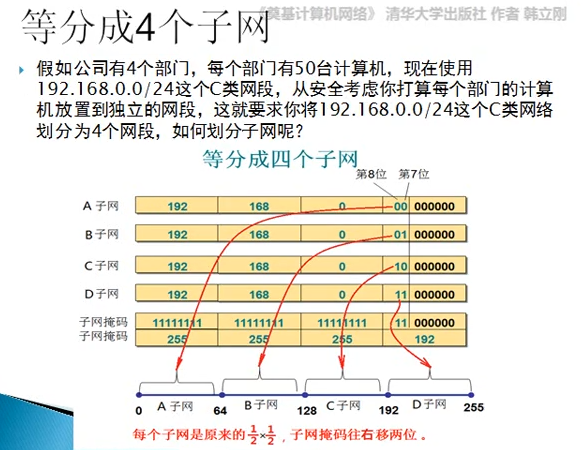 《奠基计算机网络》 清华大学出版社 作者 韩立刚
等分成4个子网
假如公司有4个部门，每个部门有50台计算机，现在使用
192.168.0.0/24这个C类网段，从安全考虑你打算每个部门的计算
机放置到独立的网段，这就要求你将192.168.0.0/24这个C类网络
划分为4个网段，如何划分子网呢？
等分成四个子网
第8位 第7位
A 子网 192 168 0 00 000000
B 子网 192 168 0 01 000000
C 子网 192 168 0 10 000000
D 子网 192 168 0 11 000000
子网掩码 11111111 11111111 11111111 11 000000
子网掩码 255 255 255 192
A 子网 B 子网 C 子网 D 子网
0 64 128 192 255
每个子网是原来的 1/2 × 1/2 ，子网掩码往右移两位 。